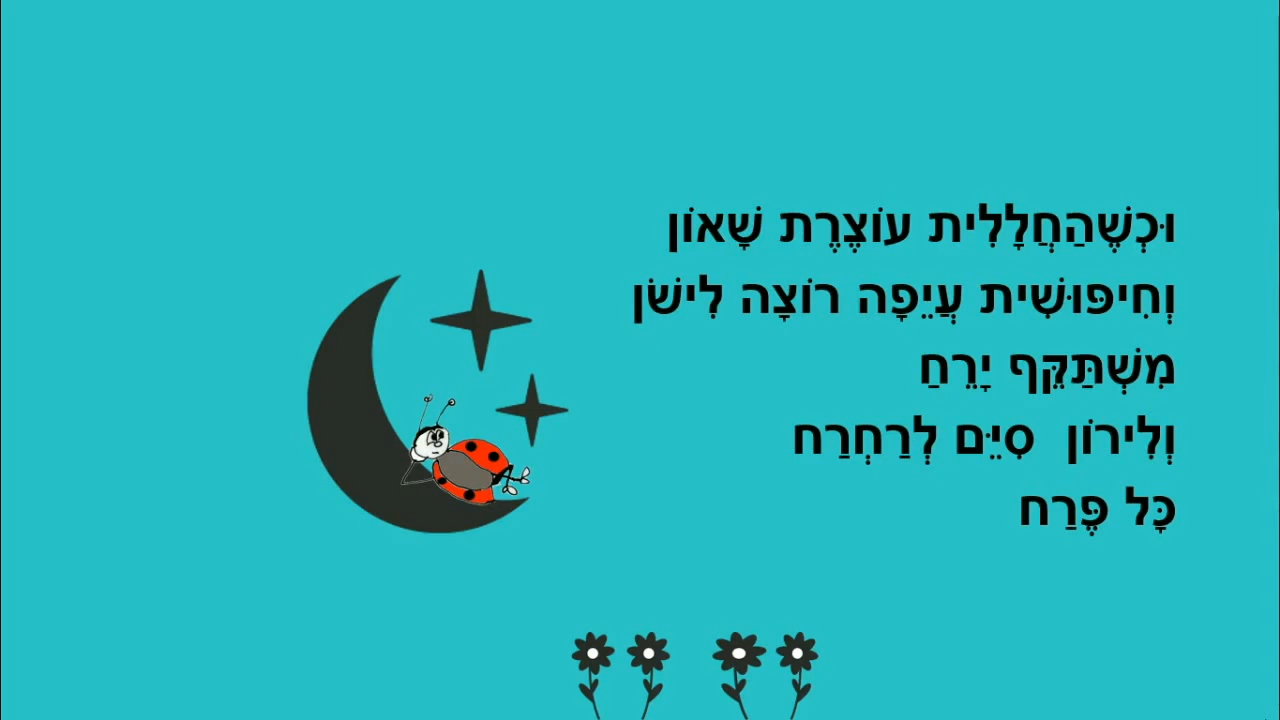 וּכְשֶׁהַחֲלָלִית עוֹצֶרֶת שָׁאוֹן
וְחִיפּוּשִׁית עֲיֵפָה רוֹצָה לִישֹׁן
מִשְׁתַּקֵּף יָרֵחַ
וְלִירוֹן סִיֵּם לְרַחְרַח
כָּל פֶּרַח